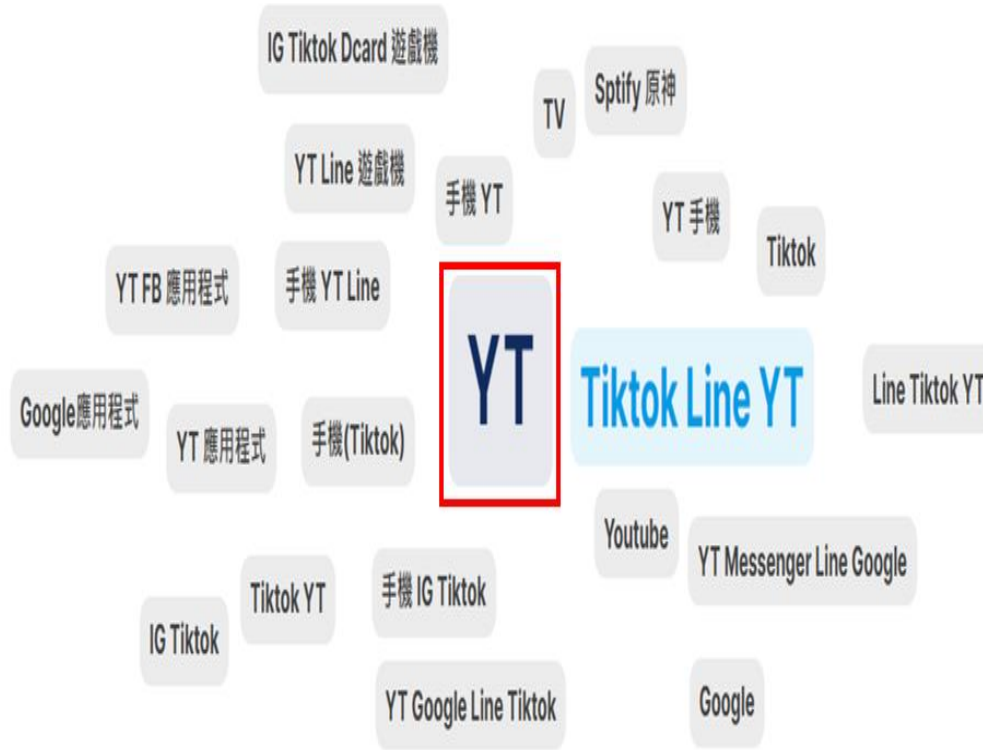 IG Tiktok Dcard 遊戲機
TV
Sptify 原神
YT Line 遊戲機
手機 YT
YT 手機
Tiktok
YT FB 應用程式
手機 YT Line
YT
Tiktok Line YT
Line Tiktok YT
Google應用程式
YT 應用程式
手機(Tiktok)
Youtube
YT Messenger Line Google
Tiktok YT
手機 IG Tiktok
IG Tiktok
YT Google Line Tiktok
Google